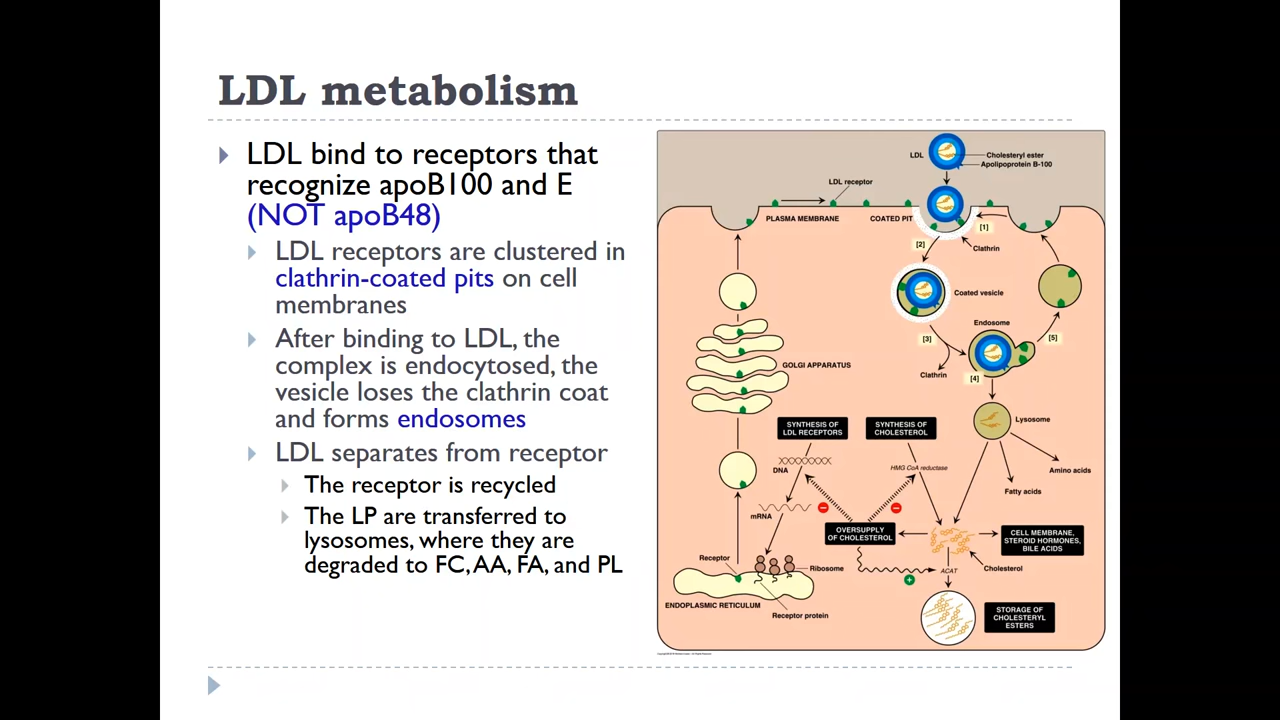 LDL metabolism
LDL bind to receptors that
recognize apoB100 and E
(NOT apoB48)
LDL receptors are clustered in
clathrin-coated pits on cell
membranes
After binding to LDL, the
complex is endocytosed, the
vesicle loses the clathrin coat
and forms endosomes
LDL separates from receptor
The receptor is recycled
The LP are transferred to
lysosomes, where they are
degraded to FC, AA, FA, and PL
LDL
Cholesteryl ester
Apolipoprotein B-100
LDL receptor
PLASMA MEMBRANE
COATED PIT
[1]
[2]
Clathrin
Coated vesicle
Endosome
[3]
[5]
Clathrin
[4]
GOLGI APPARATUS
Lysosome
SYNTHESIS OF
LDL RECEPTORS
SYNTHESIS OF
CHOLESTEROL
DNA
HMG CoA reductase
Amino acids
Fatty acids
mRNA
OVERSUPPLY
OF CHOLESTEROL
CELL MEMBRANE,
STEROID HORMONES,
BILE ACIDS
Receptor
Ribosome
ACAT
Cholesterol
ENDOPLASMIC RETICULUM
Receptor protein
STORAGE OF
CHOLESTERYL
ESTERS